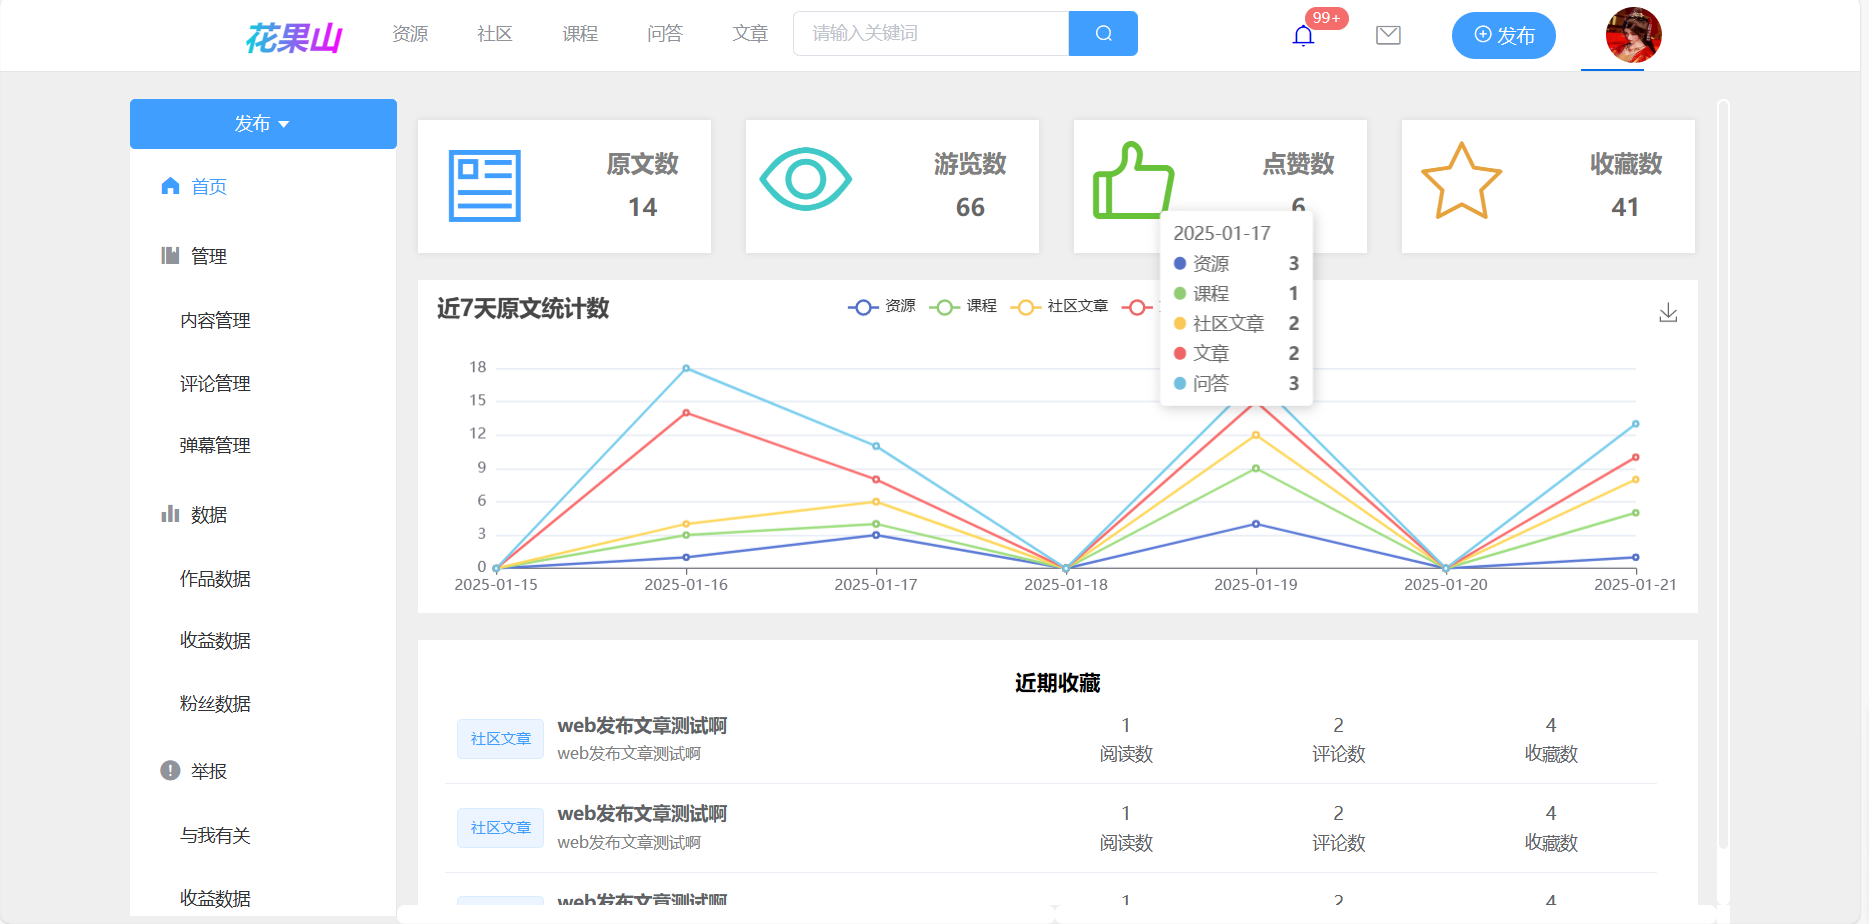 花果山
资源 社区 课程 问答 文章 请输入关键词 99+ 发布
发布
首页
管理
内容管理
评论管理
弹幕管理
数据
作品数据
收益数据
粉丝数据
举报
与我有关
收益数据
原文数
14
游览数
66
点赞数
6
收藏数
41
近7天原文统计数
资源 课程 社区文章
2025-01-17
资源 3
课程 1
社区文章 2
文章 2
问答 3
18
15
12
9
6
3
0
2025-01-15 2025-01-16 2025-01-17 2025-01-18 2025-01-19 2025-01-20 2025-01-21
近期收藏
社区文章
web发布文章测试啊
web发布文章测试啊
1
阅读数
2
评论数
4
收藏数
社区文章
web发布文章测试啊
web发布文章测试啊
1
阅读数
2
评论数
4
收藏数
web发布文章测试啊
1
2
4